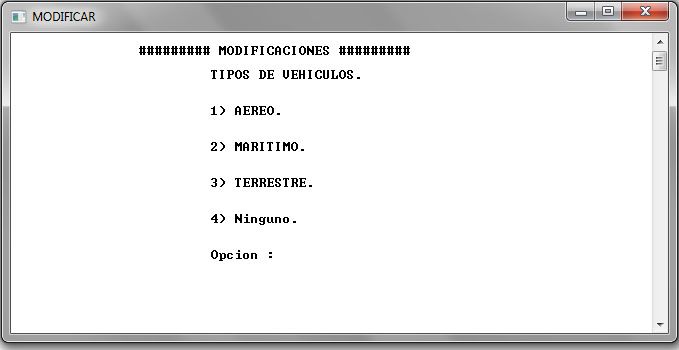 MODIFICAR
######### MODIFICACIONES #########
TIPOS DE VEHICULOS.
1) AEREO.
2) MARITIMO.
3) TERRESTRE.
4) Ninguno.
Opcion :